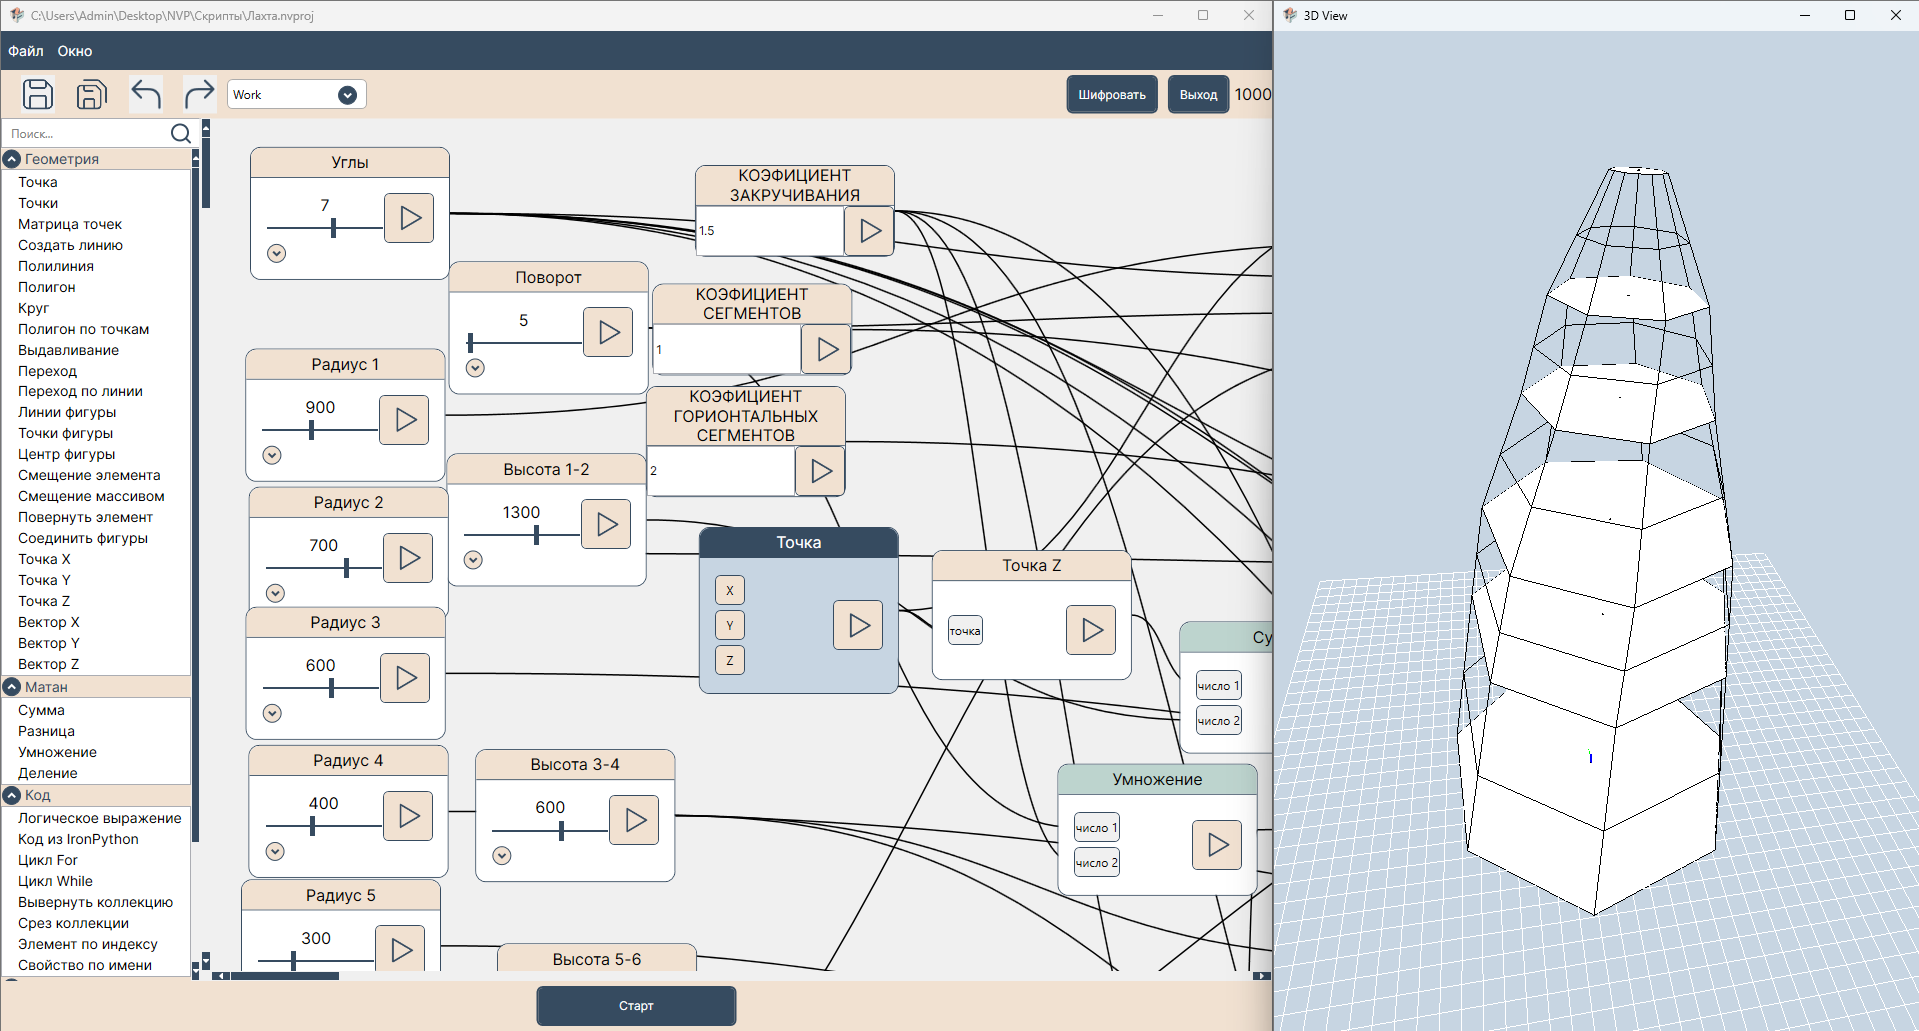 C:\Users\Admin\Desktop\NVP\Скрипты\Лахта.nvproj
3D View
Файл Окно
Work
Шифровать
Выход
1000
Поиск...
Геометрия
Точка
Точки
Матрица точек
Создать линию
Полилиния
Полигон
Круг
Полигон по точкам
Выдавливание
Переход
Переход по линии
Линии фигуры
Точки фигуры
Центр фигуры
Смещение элемента
Смещение массивом
Повернуть элемент
Соединить фигуры
Точка X
Точка Y
Точка Z
Вектор X
Вектор Y
Вектор Z
Матан
Сумма
Разница
Умножение
Деление
Код
Логическое выражение
Код из IronPython
Цикл For
Цикл While
Вывернуть коллекцию
Срез коллекции
Элемент по индексу
Свойство по имени
Углы
7
КОЭФИЦИЕНТ
ЗАКРУЧИВАНИЯ
1.5
Поворот
5
КОЭФИЦИЕНТ
СЕГМЕНТОВ
1
Радиус 1
900
КОЭФИЦИЕНТ
ГОРИОНТАЛЬНЫХ
СЕГМЕНТОВ
2
Высота 1-2
1300
Радиус 2
700
Точка
X
Y
Z
Точка Z
точка
Радиус 3
600
Су
число 1
число 2
Радиус 4
400
Высота 3-4
600
Умножение
число 1
число 2
Радиус 5
300
Высота 5-6
Старт